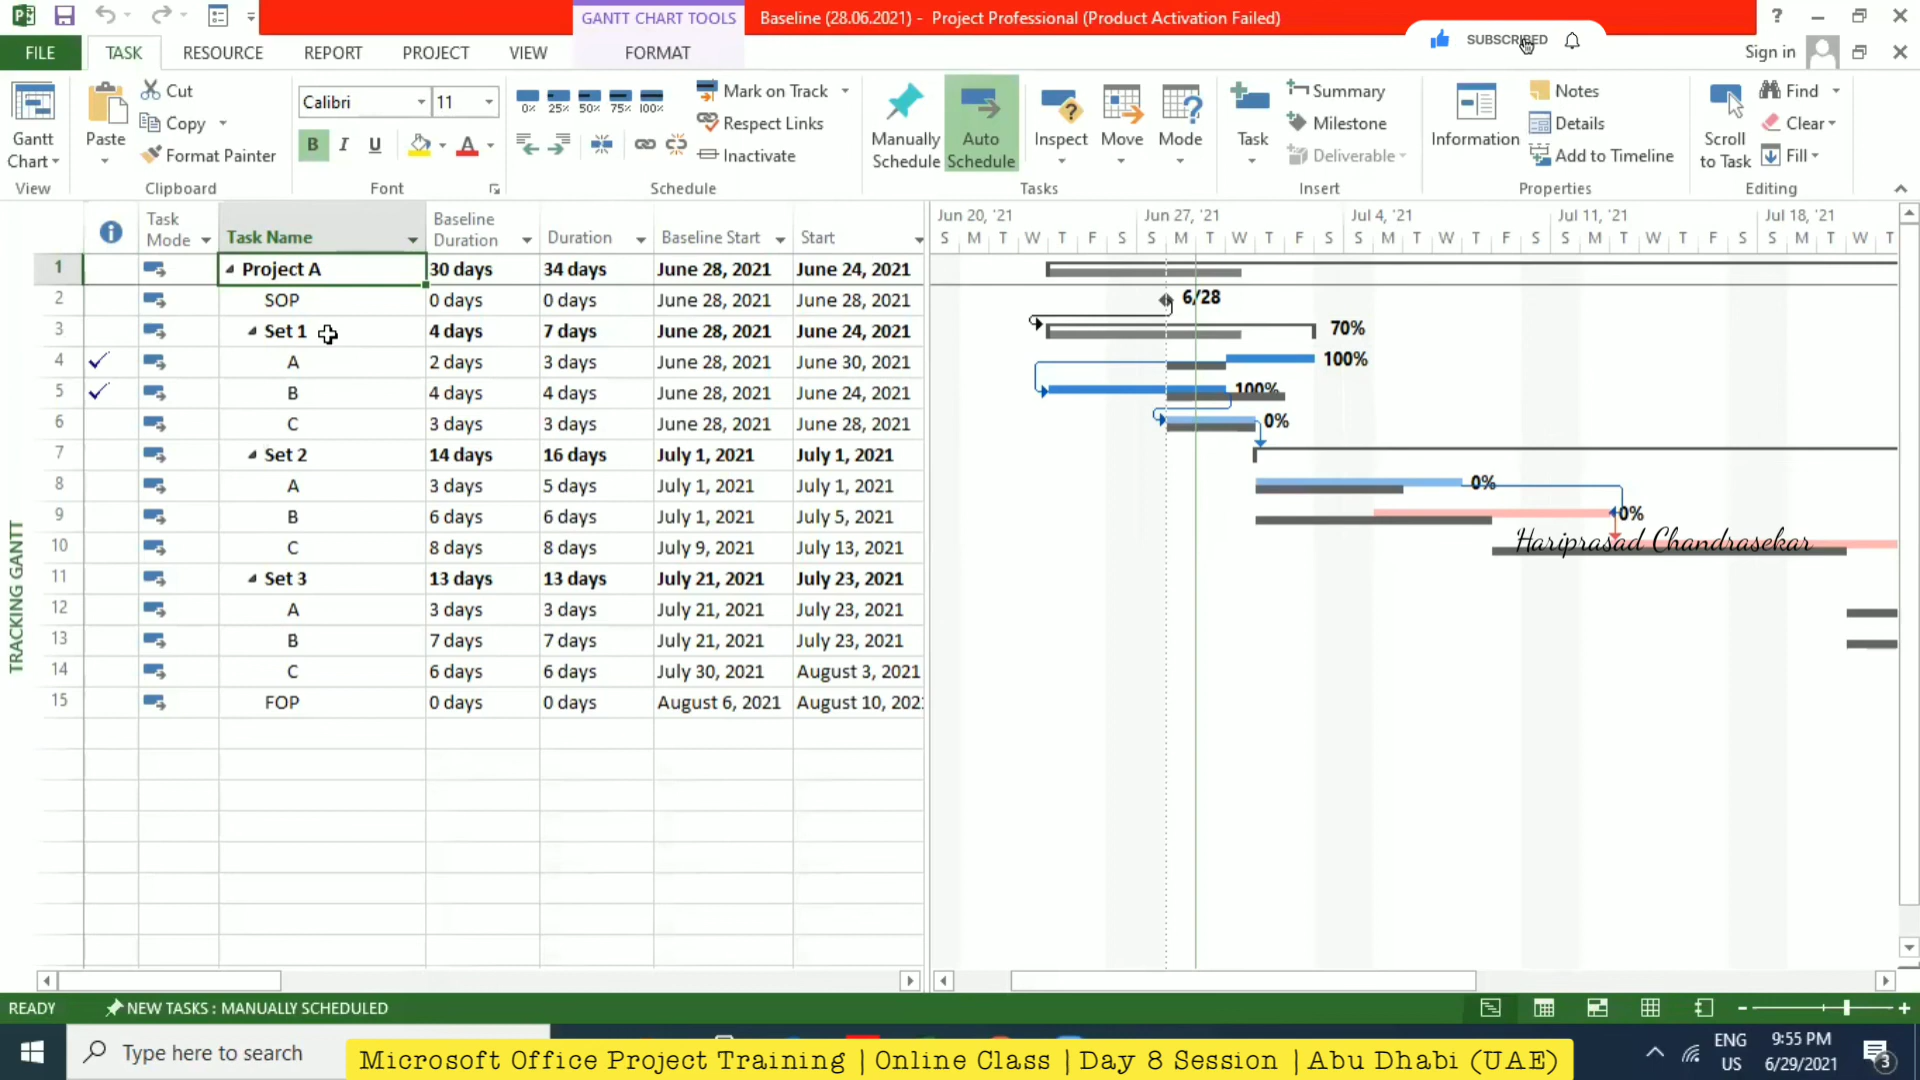 GANTT CHART TOOLS
Baseline (28.06.2021) - Project Professional (Product Activation Failed)
?
SUBSCRIBED
FILE TASK RESOURCE REPORT PROJECT VIEW FORMAT
Sign in
Gantt Chart
Paste
Cut
Copy
Format Painter
Calibri 11
B I U A
0% 25% 50% 75% 100%
Mark on Track
Respect Links
Inactivate
Manually Schedule
Auto Schedule
Inspect
Move
Mode
Task
Summary
Milestone
Deliverable
Information
Notes
Details
Add to Timeline
Scroll to Task
Find
Clear
Fill
View Clipboard Font Schedule Tasks Insert Properties Editing
Task Mode Task Name Baseline Duration Duration Baseline Start Start
Jun 20, '21 Jun 27, '21 Jul 4, '21 Jul 11, '21 Jul 18, '21
S M T W T F S S M T W T F S S M T W T F S S M T W T F S S M T W T
1 Project A 30 days 34 days June 28, 2021 June 24, 2021
2 SOP 0 days 0 days June 28, 2021 June 28, 2021 6/28
3 Set 1 4 days 7 days June 28, 2021 June 24, 2021 70%
4 A 2 days 3 days June 28, 2021 June 30, 2021 100%
5 B 4 days 4 days June 28, 2021 June 24, 2021 100%
6 C 3 days 3 days June 28, 2021 June 28, 2021 0%
7 Set 2 14 days 16 days July 1, 2021 July 1, 2021
8 A 3 days 5 days July 1, 2021 July 1, 2021 0%
9 B 6 days 6 days July 1, 2021 July 5, 2021 0%
10 C 8 days 8 days July 9, 2021 July 13, 2021
Hariprasad Chandrasekar
11 Set 3 13 days 13 days July 21, 2021 July 23, 2021
12 A 3 days 3 days July 21, 2021 July 23, 2021
13 B 7 days 7 days July 21, 2021 July 23, 2021
14 C 6 days 6 days July 30, 2021 August 3, 2021
15 FOP 0 days 0 days August 6, 2021 August 10, 202
TRACKING GANTT
READY NEW TASKS : MANUALLY SCHEDULED
Type here to search
Microsoft Office Project Training | Online Class | Day 8 Session | Abu Dhabi (UAE)
ENG
US
9:55 PM
6/29/2021
3